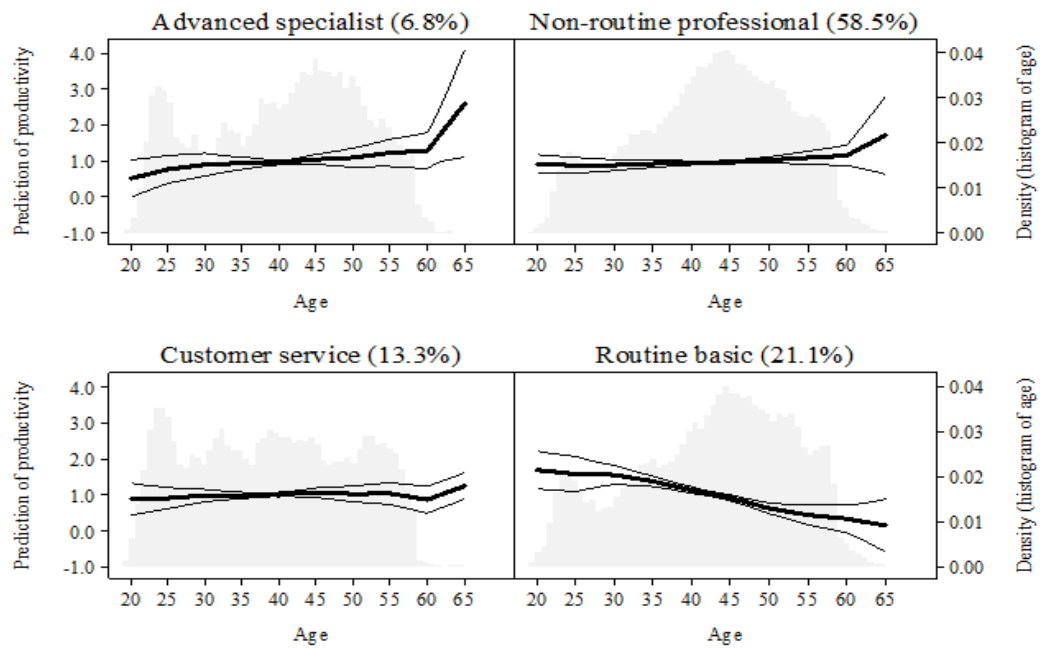 Advanced specialist (6.8%)
Non-routine professional (58.5%)
Prediction of productivity
4.0
3.0
2.0
1.0
0.0
-1.0
0.04
0.03
0.02
0.01
0.00
Density (histogram of age)
20 25 30 35 40 45 50 55 60 65
20 25 30 35 40 45 50 55 60 65
Age
Age
Customer service (13.3%)
Routine basic (21.1%)
Prediction of productivity
4.0
3.0
2.0
1.0
0.0
-1.0
0.04
0.03
0.02
0.01
0.00
Density (histogram of age)
20 25 30 35 40 45 50 55 60 65
20 25 30 35 40 45 50 55 60 65
Age
Age